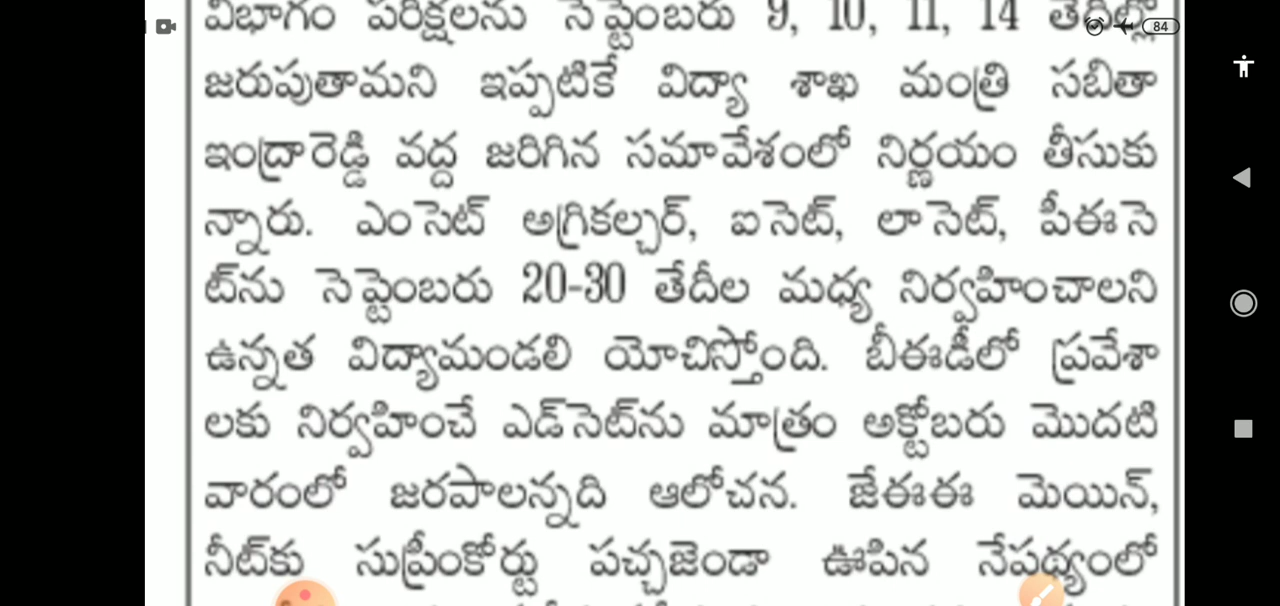 విభాగం పరీక్షలను సెప్టెంబరు 9, 10, 11, 14 తేదీల్లో
84
జరుపుతామని ఇప్పటికే విద్యా శాఖ మంత్రి సబితా
ఇంద్రారెడ్డి వద్ద జరిగిన సమావేశంలో నిర్ణయం తీసుకు
న్నారు. ఎంసెట్ అగ్రికల్చర్, ఐసెట్, లాసెట్, పీఈసె
ట్‌ను సెప్టెంబరు 20-30 తేదీల మధ్య నిర్వహించాలని
ఉన్నత విద్యామండలి యోచిస్తోంది. బీఈడీలో ప్రవేశా
లకు నిర్వహించే ఎడ్‌సెట్‌ను మాత్రం అక్టోబరు మొదటి
వారంలో జరపాలన్నది ఆలోచన. జేఈఈ మెయిన్,
నీట్‌కు సుప్రీంకోర్టు పచ్చజెండా ఊపిన నేపథ్యంలో